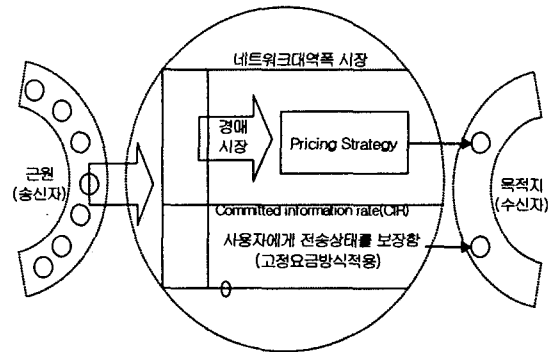 네트워크대역폭 시장
경매
시장
Pricing Strategy
근원
(송신자)
목적지
(수신자)
Committed information rate(CIR)
사용자에게 전송상태를 보장함
(고정요금방식적용)